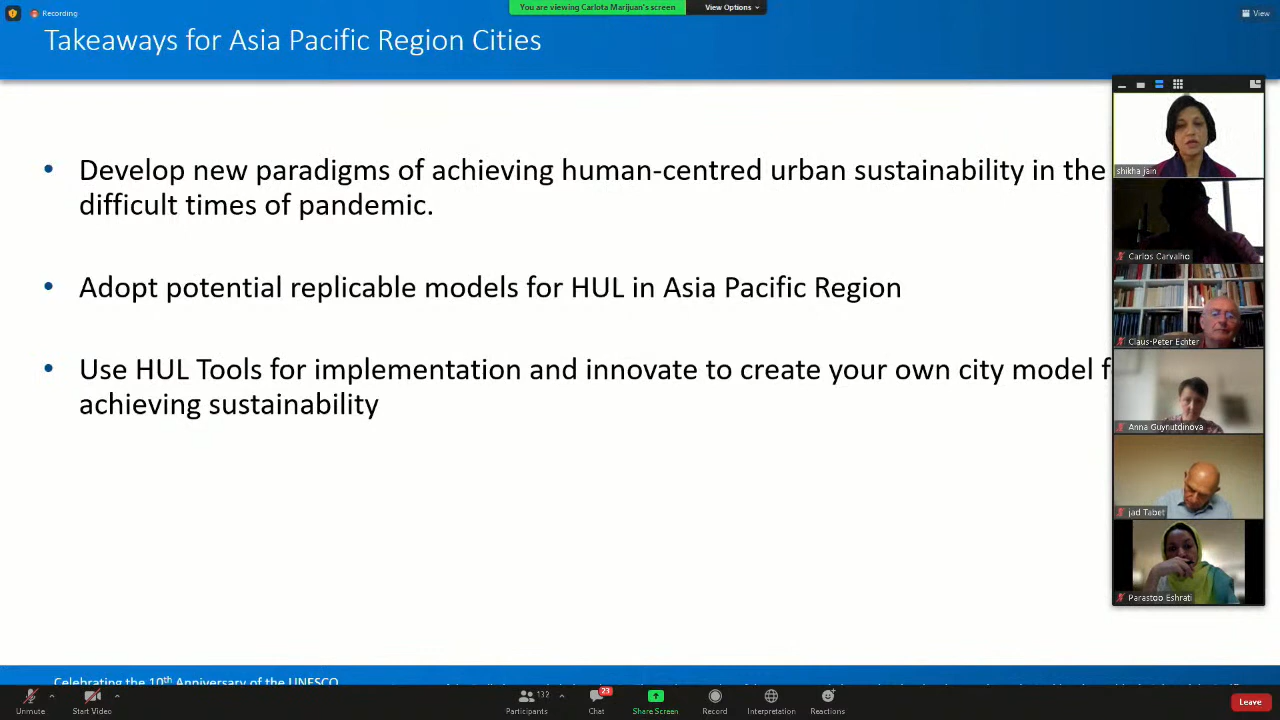 Recording
You are viewing Carlota Marijuan's screen
View Options
View
Takeaways for Asia Pacific Region Cities
• Develop new paradigms of achieving human-centred urban sustainability in the
difficult times of pandemic.
• Adopt potential replicable models for HUL in Asia Pacific Region
• Use HUL Tools for implementation and innovate to create your own city model
achieving sustainability
shikha jain
Carlos Carvalho
Claus-Peter Echter
Anna Guynutdinova
jad Tabet
Parastoo Eshrati
Celebrating the 10th Anniversary of the UNESCO
Unmute
Start Video
132
Participants
23
Chat
Share Screen
Record
Interpretation
Reactions
Leave